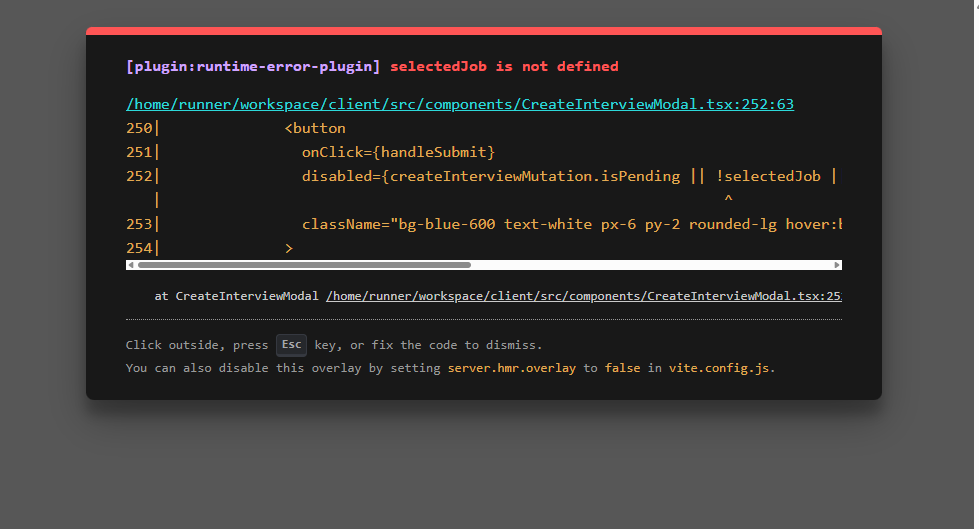 [plugin:runtime-error-plugin] selectedJob is not defined
/home/runner/workspace/client/src/components/CreateInterviewModal.tsx:252:63
250|              <button
251|                onClick={handleSubmit}
252|                disabled={createInterviewMutation.isPending || !selectedJob |
   |                                                               ^
253|                className="bg-blue-600 text-white px-6 py-2 rounded-lg hover:b
254|              >
at CreateInterviewModal /home/runner/workspace/client/src/components/CreateInterviewModal.tsx:25
Click outside, press Esc key, or fix the code to dismiss.
You can also disable this overlay by setting server.hmr.overlay to false in vite.config.js.